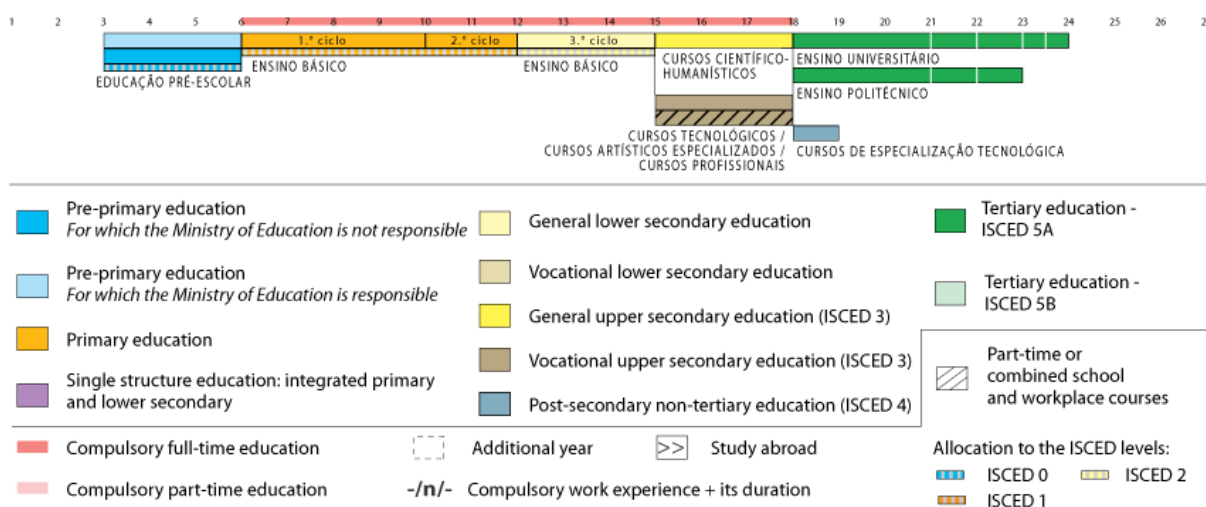 1 2 3 4 5 6 7 8 9 10 11 12 13 14 15 16 17 18 19 20 21 22 23 24 25 26
1.º ciclo 2.º ciclo 3.º ciclo
EDUCAÇÃO PRÉ-ESCOLAR
ENSINO BÁSICO
ENSINO BÁSICO
CURSOS CIENTÍFICO-
HUMANÍSTICOS
ENSINO UNIVERSITÁRIO
ENSINO POLITÉCNICO
CURSOS TECNOLÓGICOS /
CURSOS ARTÍSTICOS ESPECIALIZADOS /
CURSOS PROFISSIONAIS
CURSOS DE ESPECIALIZAÇÃO TECNOLÓGICA
Pre-primary education
For which the Ministry of Education is not responsible
Pre-primary education
For which the Ministry of Education is responsible
Primary education
Single structure education: integrated primary
and lower secondary
General lower secondary education
Vocational lower secondary education
General upper secondary education (ISCED 3)
Vocational upper secondary education (ISCED 3)
Post-secondary non-tertiary education (ISCED 4)
Tertiary education -
ISCED 5A
Tertiary education -
ISCED 5B
Part-time or
combined school
and workplace courses
Compulsory full-time education
Additional year
>> Study abroad
Compulsory part-time education
-/n/- Compulsory work experience + its duration
Allocation to the ISCED levels:
ISCED 0 ISCED 2
ISCED 1